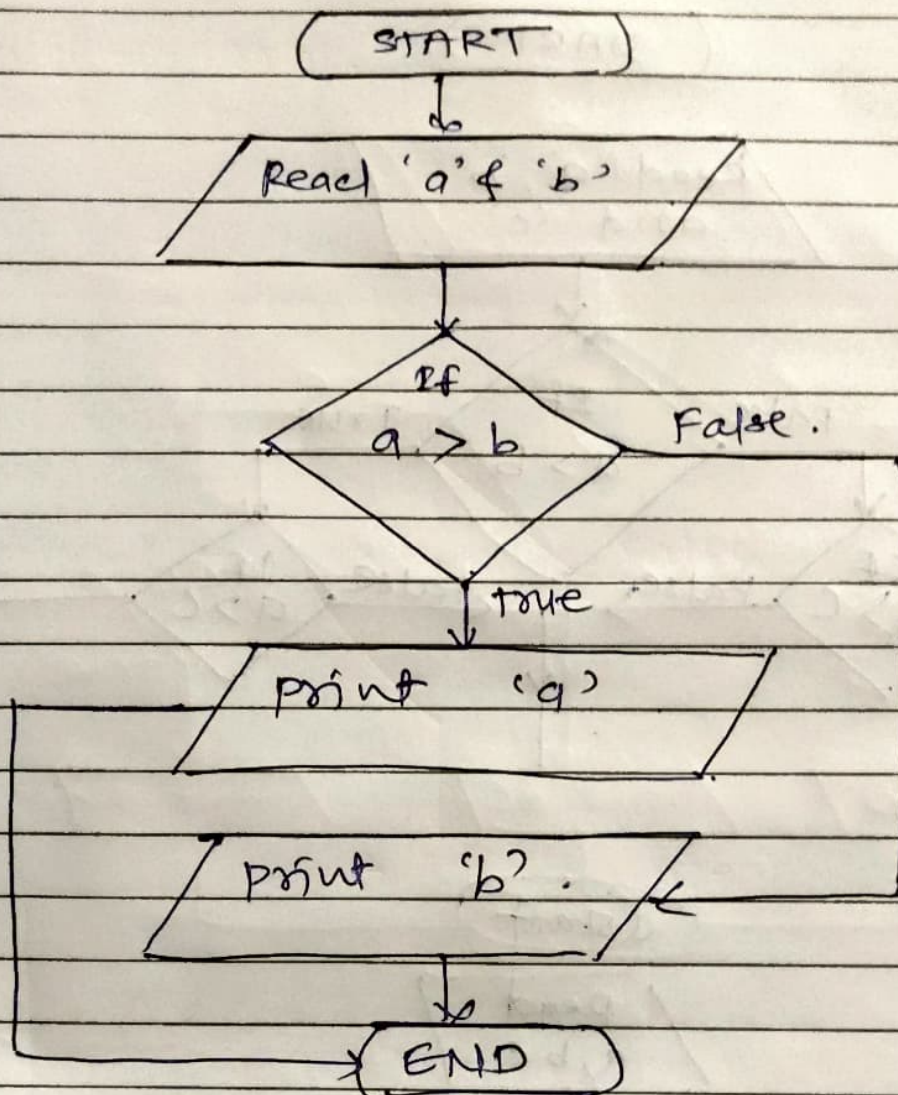 START
Read 'a' & 'b'
If
a > b
False.
true
print 'a'
print 'b'.
END